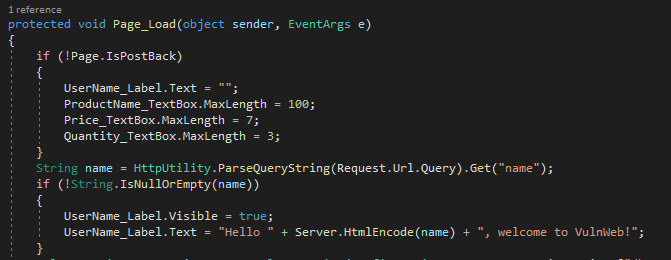 1 reference
protected void Page_Load(object sender, EventArgs e)
{
if (!Page.IsPostBack)
{
UserName_Label.Text = "";
ProductName_TextBox.MaxLength = 100;
Price_TextBox.MaxLength = 7;
Quantity_TextBox.MaxLength = 3;
}
String name = HttpUtility.ParseQueryString(Request.Url.Query).Get("name");
if (!String.IsNullOrEmpty(name))
{
UserName_Label.Visible = true;
UserName_Label.Text = "Hello " + Server.HtmlEncode(name) + ", welcome to VulnWeb!";
}